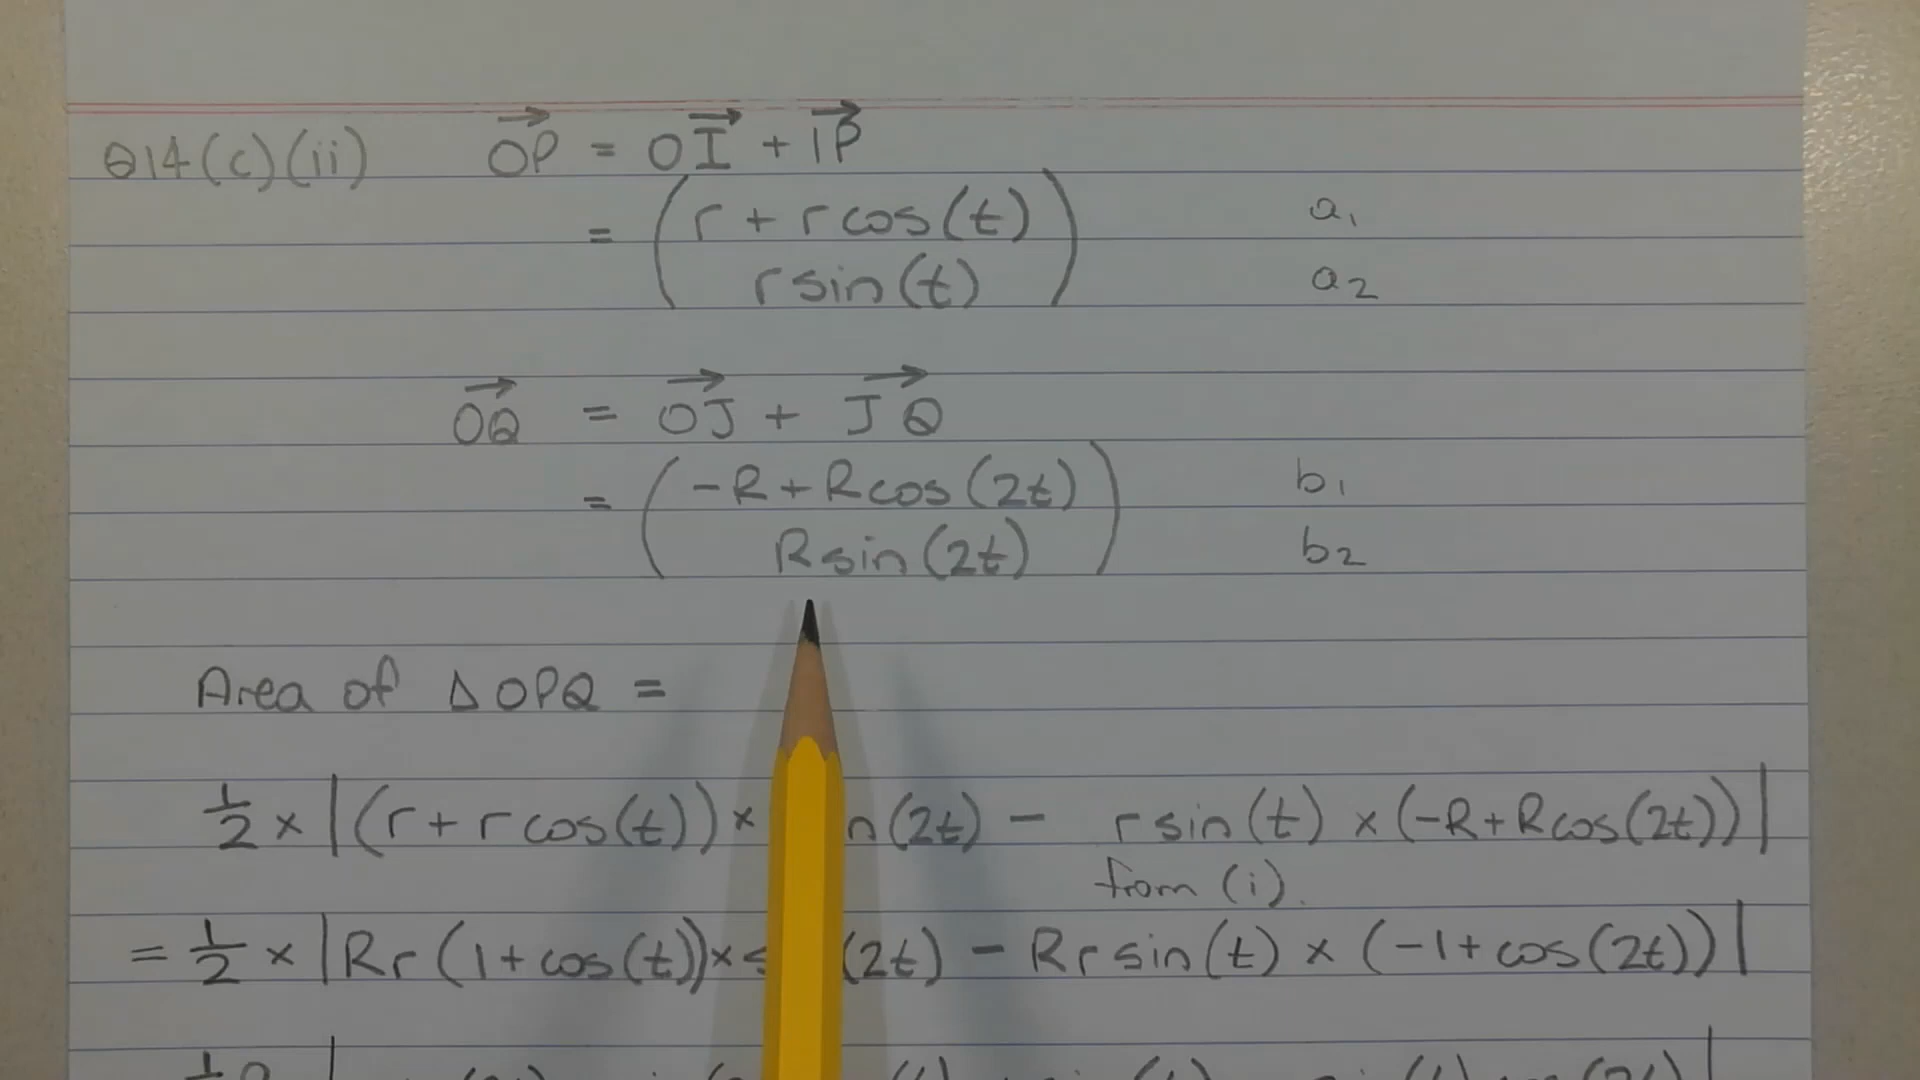 Q14(c)(ii) OP = OI + IP
= (r + r cos(t) a₁
r sin(t)) a₂
OQ = OJ + JQ
= (-R + R cos(2t) b₁
R sin(2t)) b₂
Area of Δ OPQ =
½ × |(r + r cos(t)) × n(2t) - r sin(t) × (-R + R cos(2t))|
from (i).
= ½ × |Rr(1 + cos(t)) × s (2t) - Rr sin(t) × (-1 + cos(2t))|